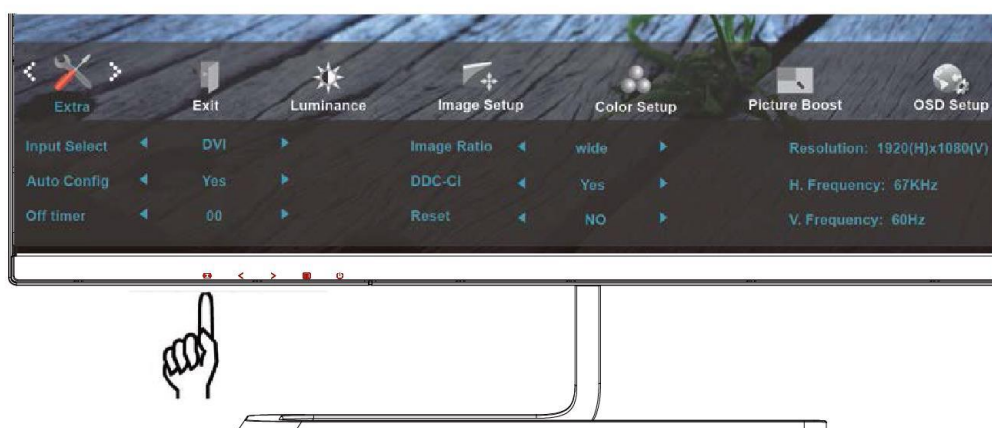 Extra Exit Luminance Image Setup Color Setup Picture Boost OSD Setup
Input Select DVI Image Ratio wide Resolution: 1920(H)x1080(V)
Auto Config Yes DDC-CI Yes H. Frequency: 67KHz
Off timer 00 Reset NO V. Frequency: 60Hz